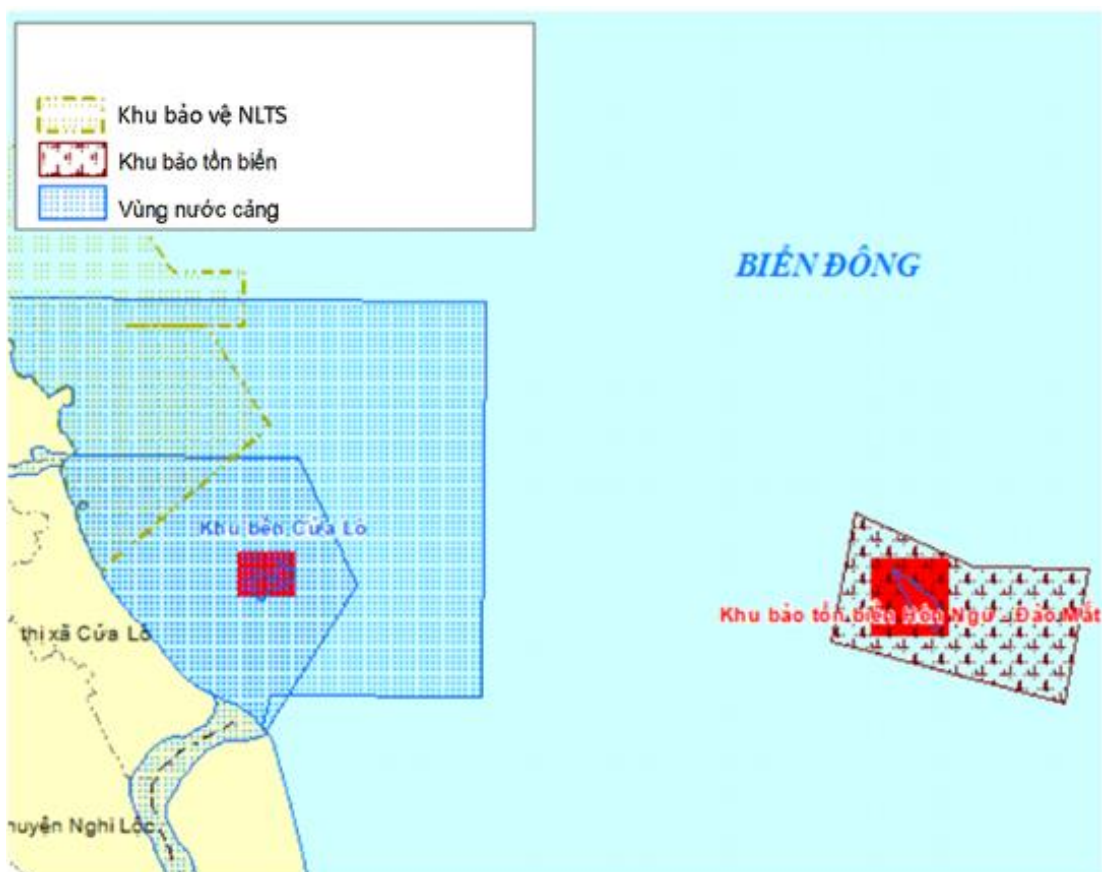 Khu bảo vệ NLTS
Khu bảo tồn biển
Vùng nước cảng
BIỂN ĐÔNG
Khu bến Cửa Lò
Khu bảo tồn biển Hòn Ngư - Đảo Mắt
thị xã Cửa Lò
huyện Nghi Lộc